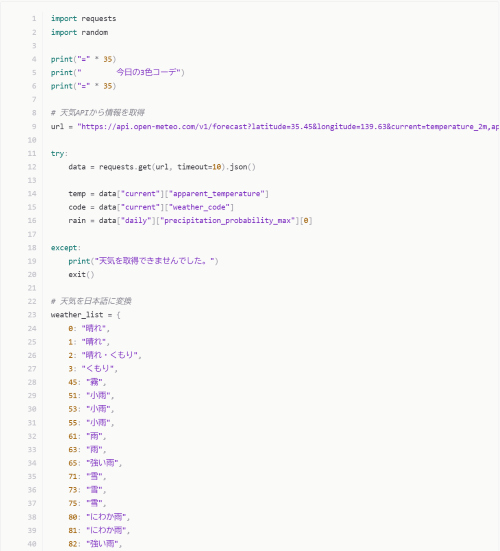 1 import requests
2 import random
3
4 print("=" * 35)
5 print("        今日の3色コーデ")
6 print("=" * 35)
7
8 # 天気APIから情報を取得
9 url = "https://api.open-meteo.com/v1/forecast?latitude=35.45&longitude=139.63&current=temperature_2m,ap
10
11 try:
12     data = requests.get(url, timeout=10).json()
13
14     temp = data["current"]["apparent_temperature"]
15     code = data["current"]["weather_code"]
16     rain = data["daily"]["precipitation_probability_max"][0]
17
18 except:
19     print("天気を取得できませんでした。")
20     exit()
21
22 # 天気を日本語に変換
23 weather_list = {
24     0: "晴れ",
25     1: "晴れ",
26     2: "晴れ・くもり",
27     3: "くもり",
28     45: "霧",
29     51: "小雨",
30     53: "小雨",
31     55: "小雨",
32     61: "雨",
33     63: "雨",
34     65: "強い雨",
35     71: "雪",
36     73: "雪",
37     75: "雪",
38     80: "にわか雨",
39     81: "にわか雨",
40     82: "強い雨",